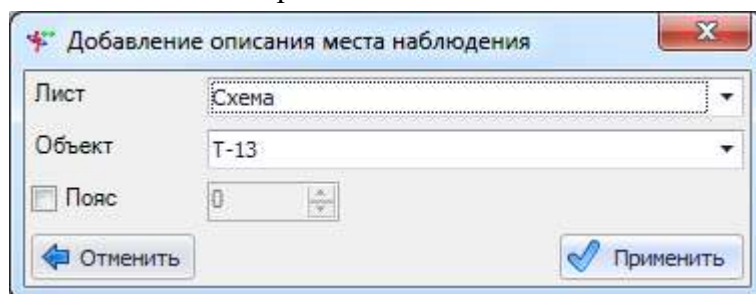 Добавление описания места наблюдения
Лист Схема
Объект Т-13
Пояс 0
Отменить Применить